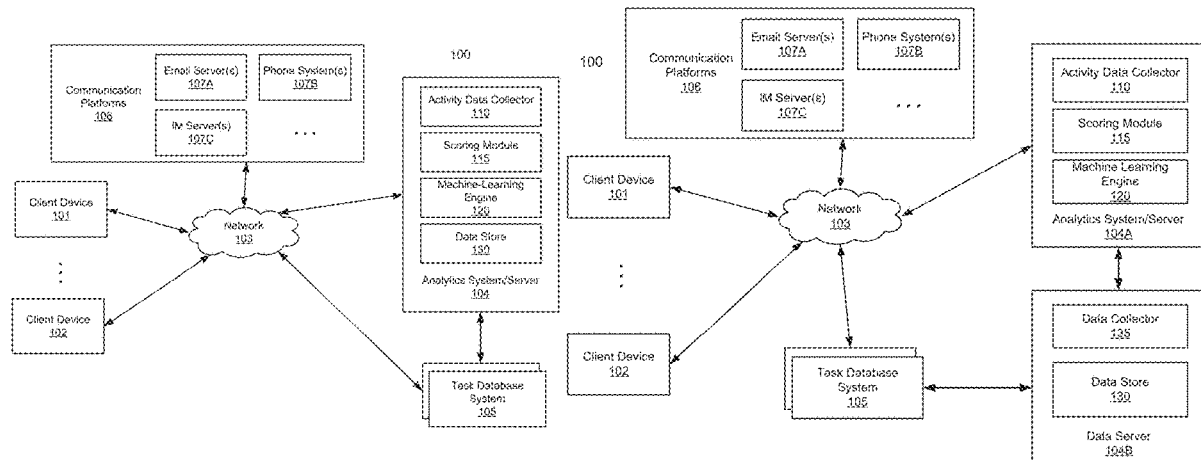 Communication
Platforms
106
Email Server(s)
107A
Phone System(s)
107B
IM Server(s)
107C
. . .
100
Activity Data Collector
110
Scoring Module
115
Machine-Learning
Engine
120
Data Store
130
Analytics System/Server
104
Client Device
101
Network
103
Client Device
102
Task Database
System
105
100
Communication
Platforms
106
Email Server(s)
107A
Phone System(s)
107B
IM Server(s)
107C
. . .
Activity Data Collector
110
Scoring Module
115
Machine Learning
Engine
120
Analytics System/Server
104A
Client Device
101
Network
103
Client Device
102
Task Database
System
105
Data Collector
135
Data Store
130
Data Server
104B